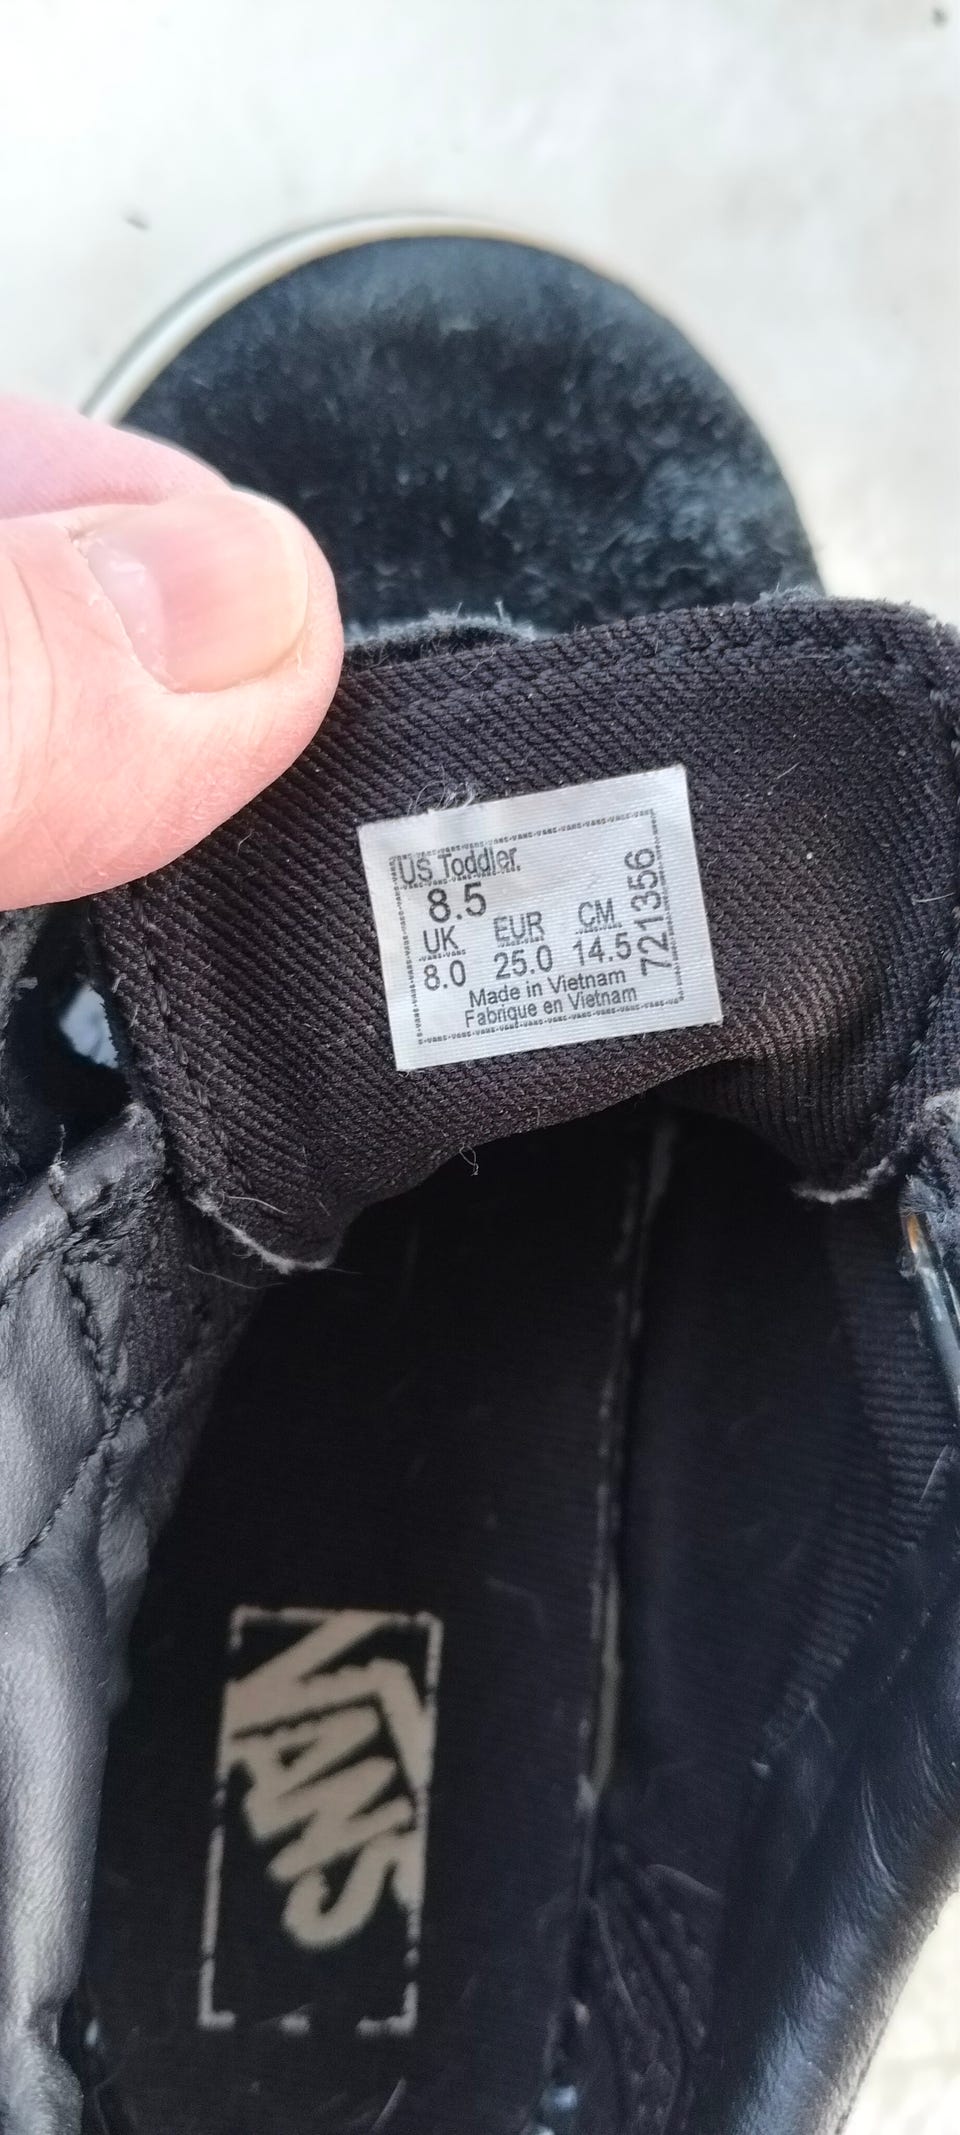 US Toddler.
8.5
UK. EUR CM.
8.0 25.0 14.5
Made in Vietnam
Fabrique en Vietnam
721356
VANS